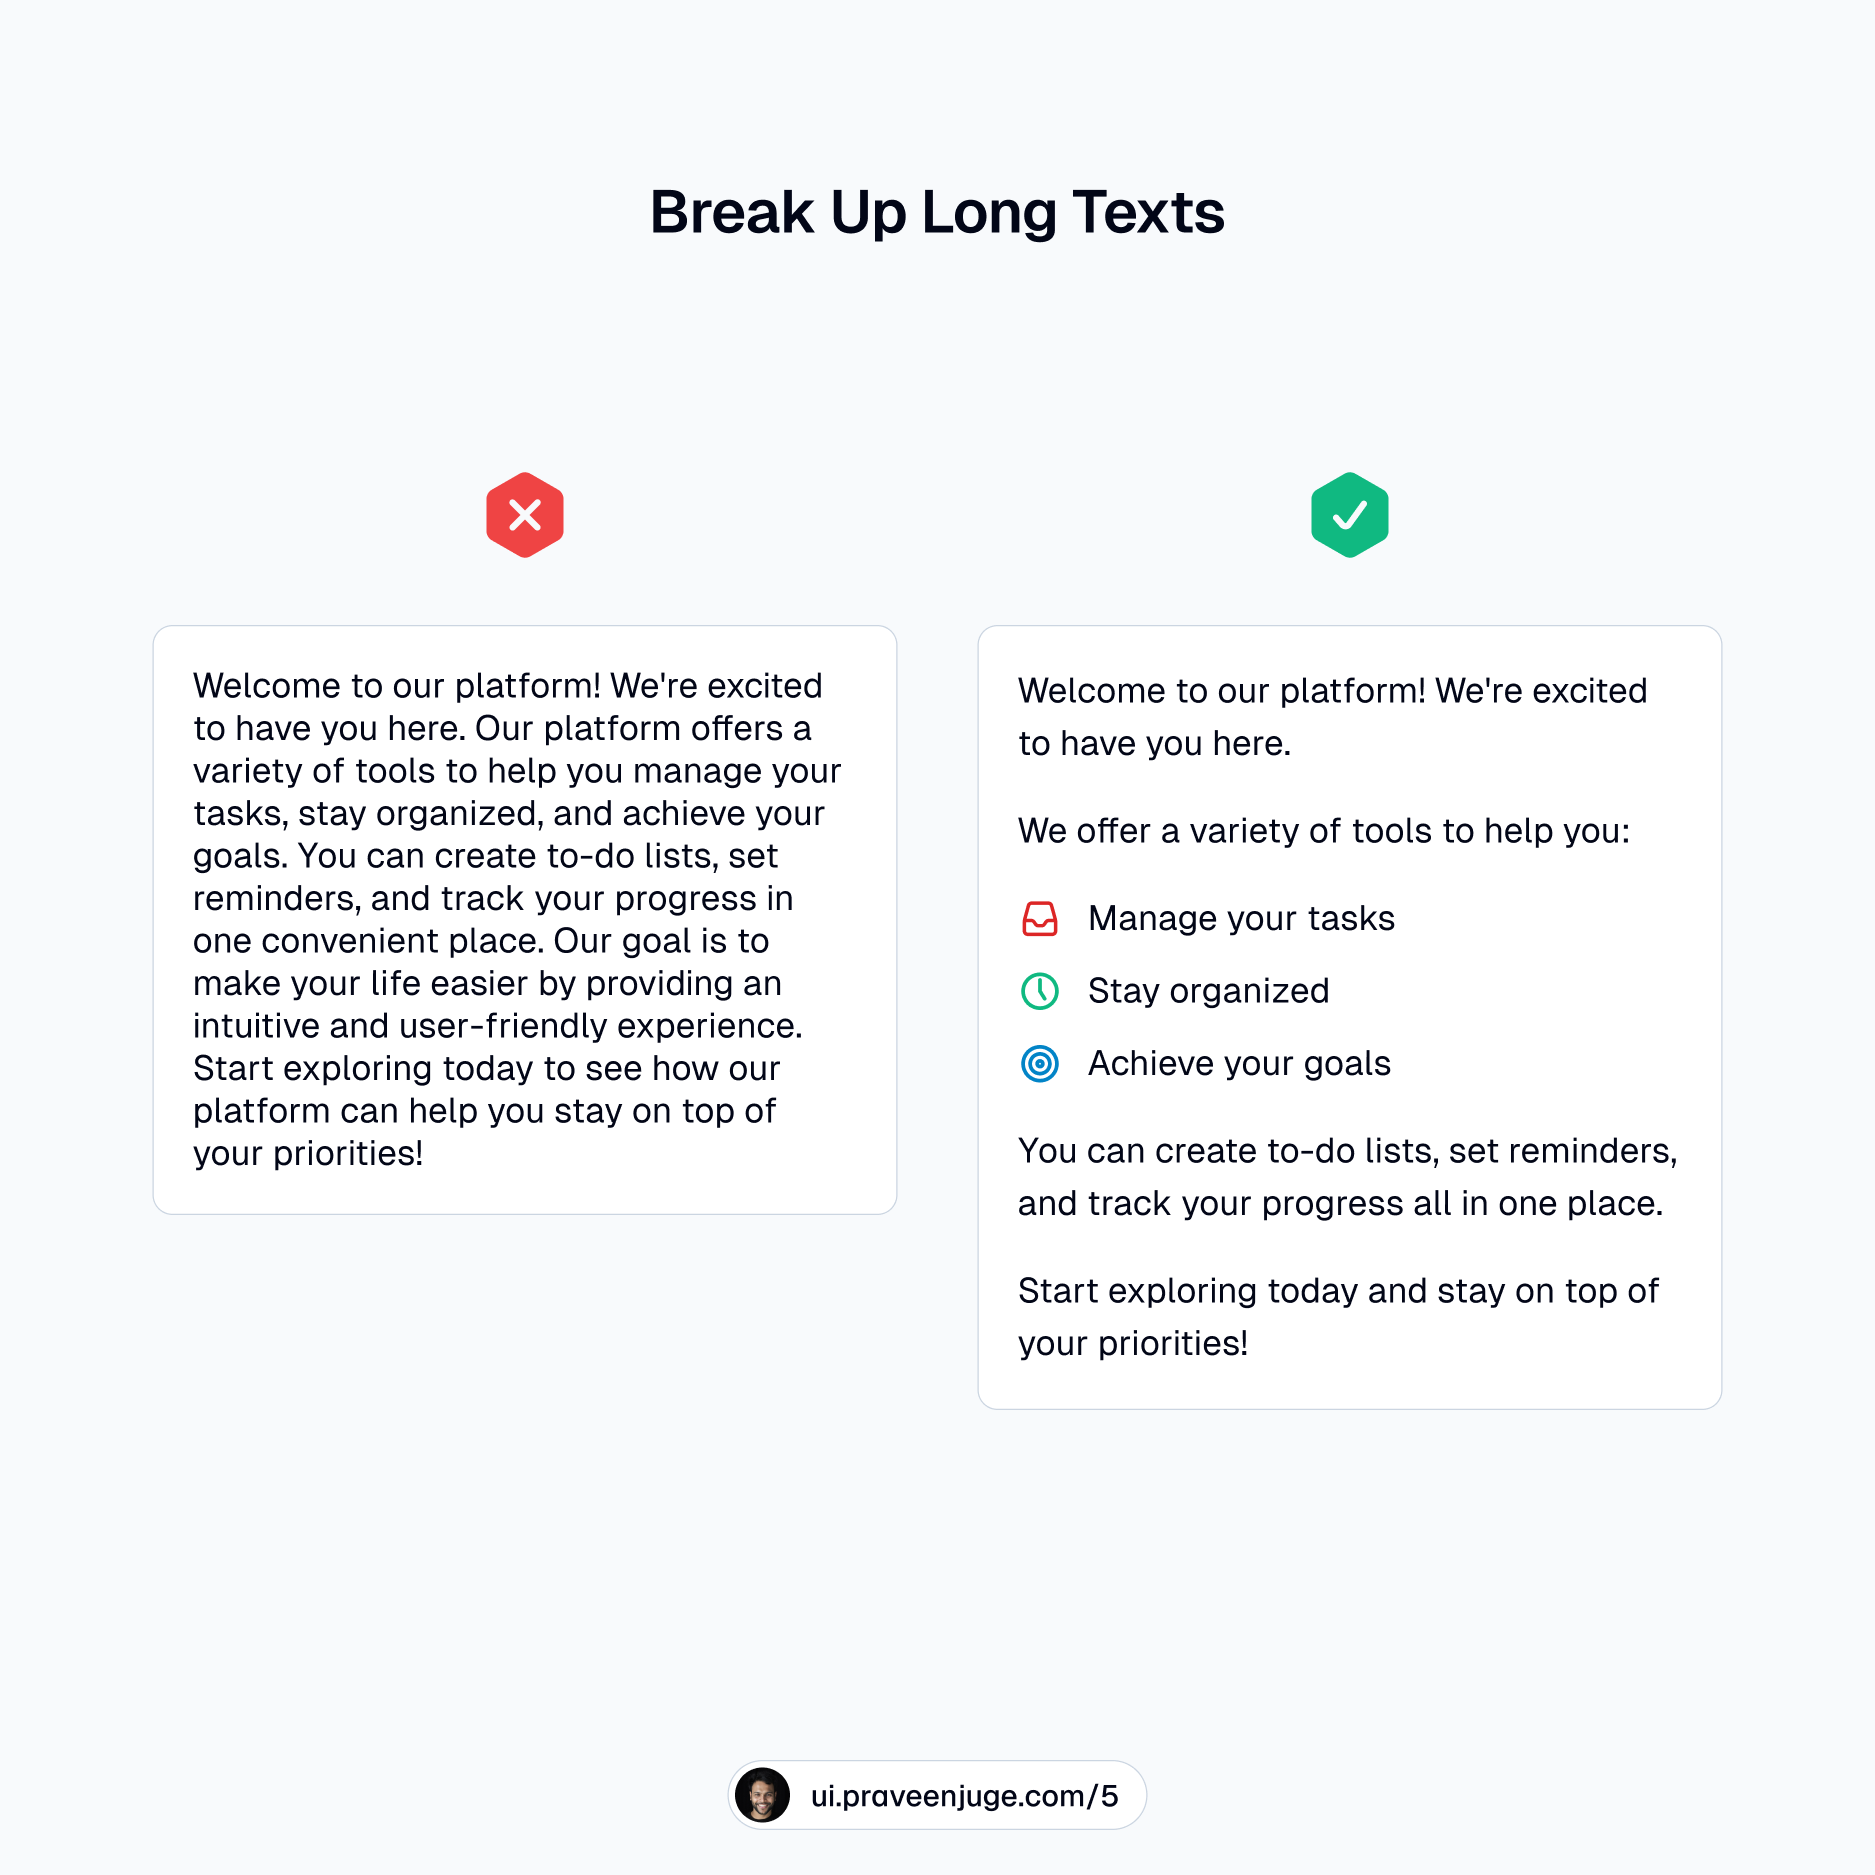 Break Up Long Texts
Welcome to our platform! We're excited
to have you here. Our platform offers a
variety of tools to help you manage your
tasks, stay organized, and achieve your
goals. You can create to-do lists, set
reminders, and track your progress in
one convenient place. Our goal is to
make your life easier by providing an
intuitive and user-friendly experience.
Start exploring today to see how our
platform can help you stay on top of
your priorities!
Welcome to our platform! We're excited
to have you here.
We offer a variety of tools to help you:
Manage your tasks
Stay organized
Achieve your goals
You can create to-do lists, set reminders,
and track your progress all in one place.
Start exploring today and stay on top of
your priorities!
ui.praveenjuge.com/5